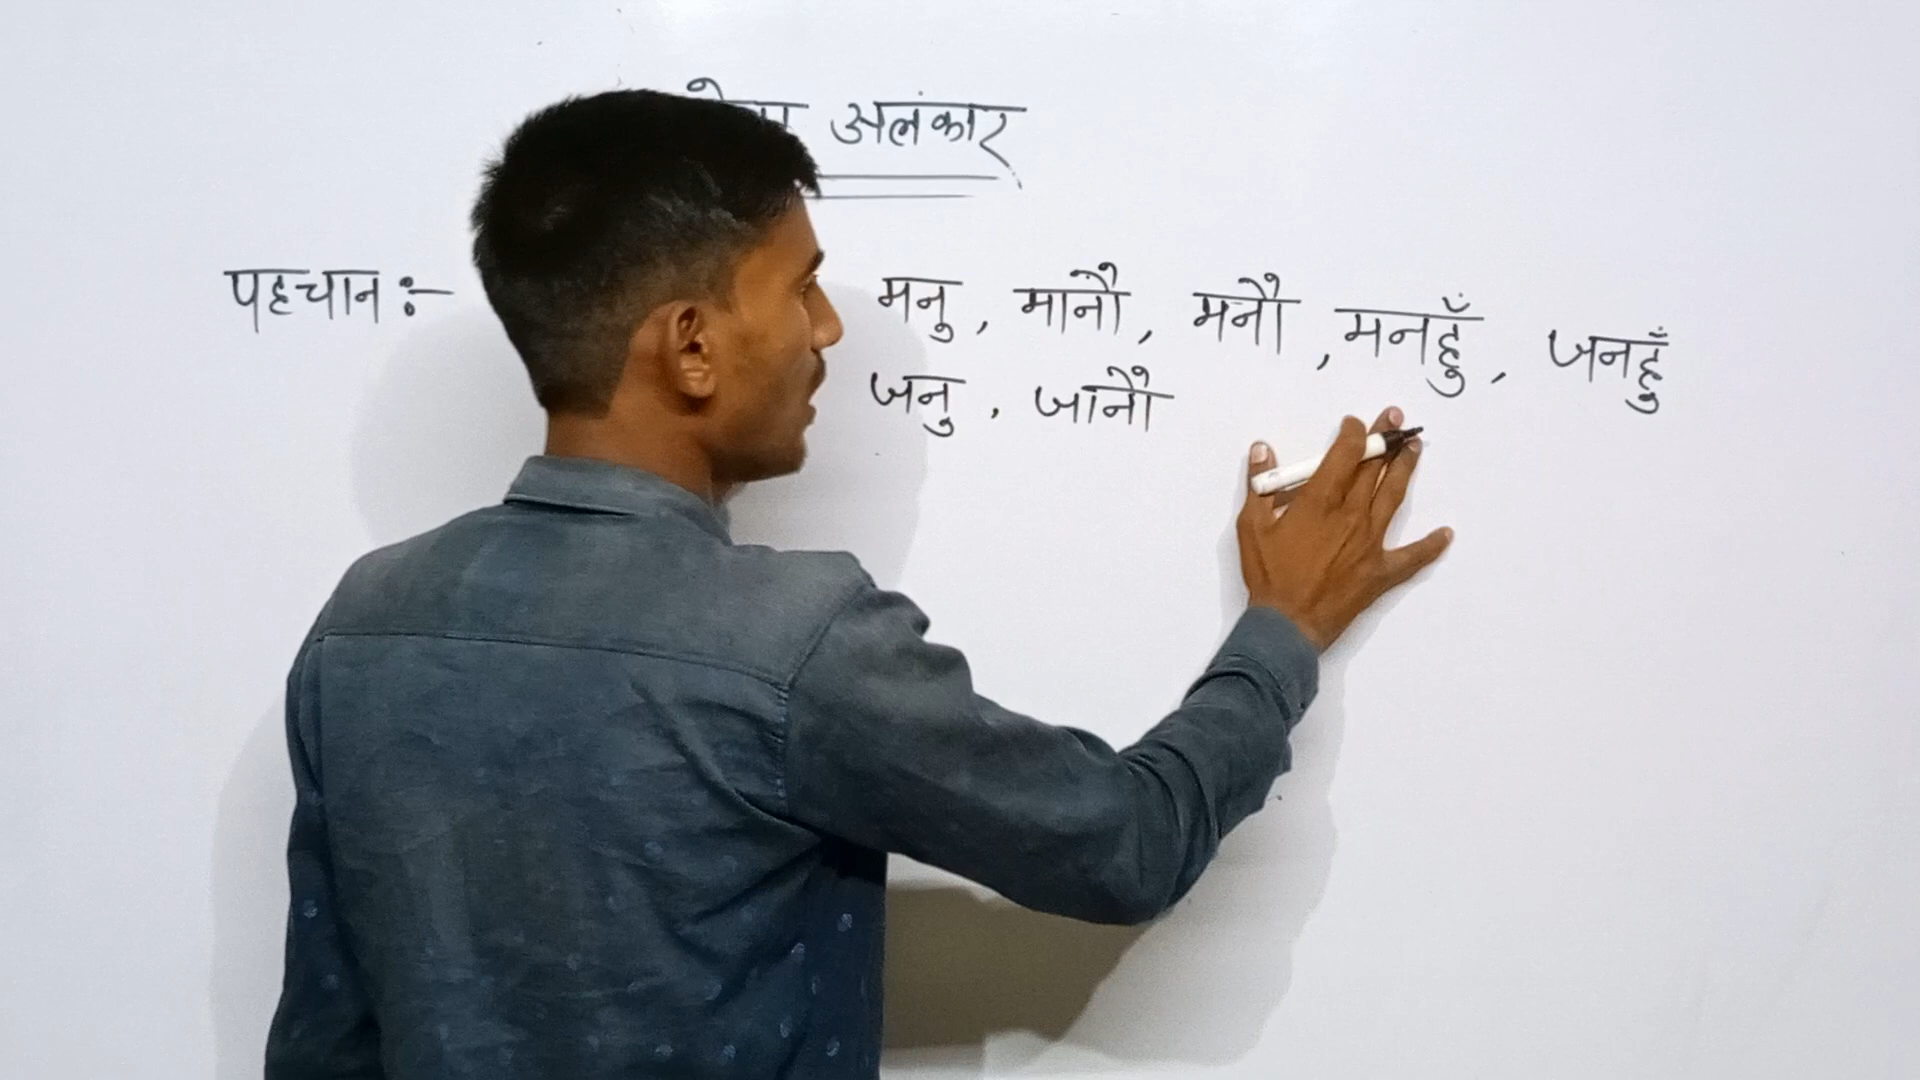 अलंकार
पहचान :- मनु, मानौ, मनौ, मनहुँ, जनहुँ
जनु, जानौ